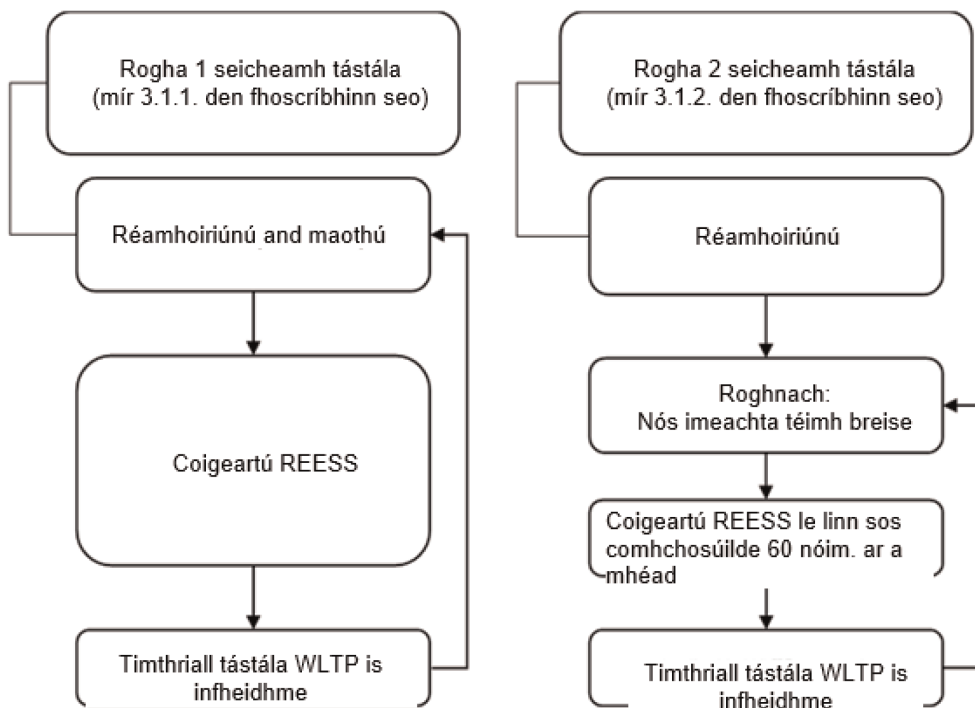 Rogha 1 seicheamh tástála
(mír 3.1.1. den fhoscríbhinn seo)
Réamhoiriúnú and maothú
Coigeartú REESS
Timthriall tástála WLTP is
infheidhme
Rogha 2 seicheamh tástála
(mír 3.1.2. den fhoscríbhinn seo)
Réamhoiriúnú
Roghnach:
Nós imeachta téimh breise
Coigeartú REESS le linn sos
comhchosúilde 60 nóim. ar a
mhéad
Timthriall tástála WLTP is
infheidhme